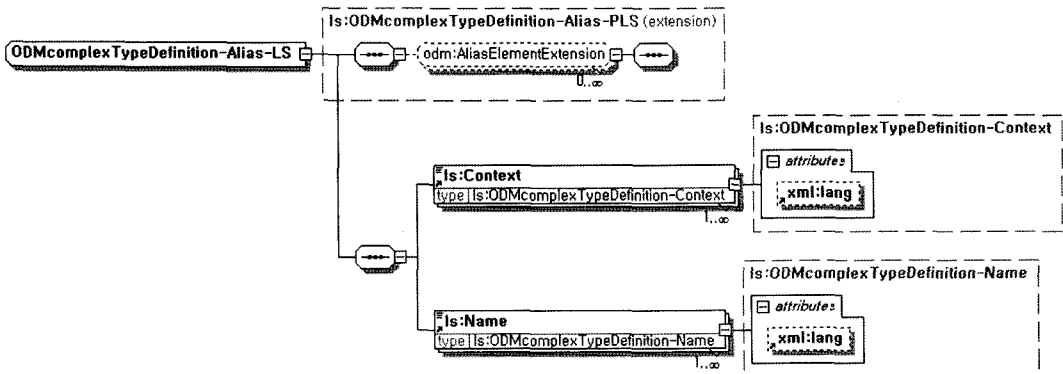 ls:ODMcomplexTypeDefinition-Alias-PLS (extension)
ODMcomplexTypeDefinition-Alias-LS
odm:AliasElementExtension
0..∞
ls:ODMcomplexTypeDefinition-Context
attributes
xml:lang
ls:Context
type ls:ODMcomplexTypeDefinition-Context
1..∞
ls:ODMcomplexTypeDefinition-Name
attributes
xml:lang
ls:Name
type ls:ODMcomplexTypeDefinition-Name
1..∞